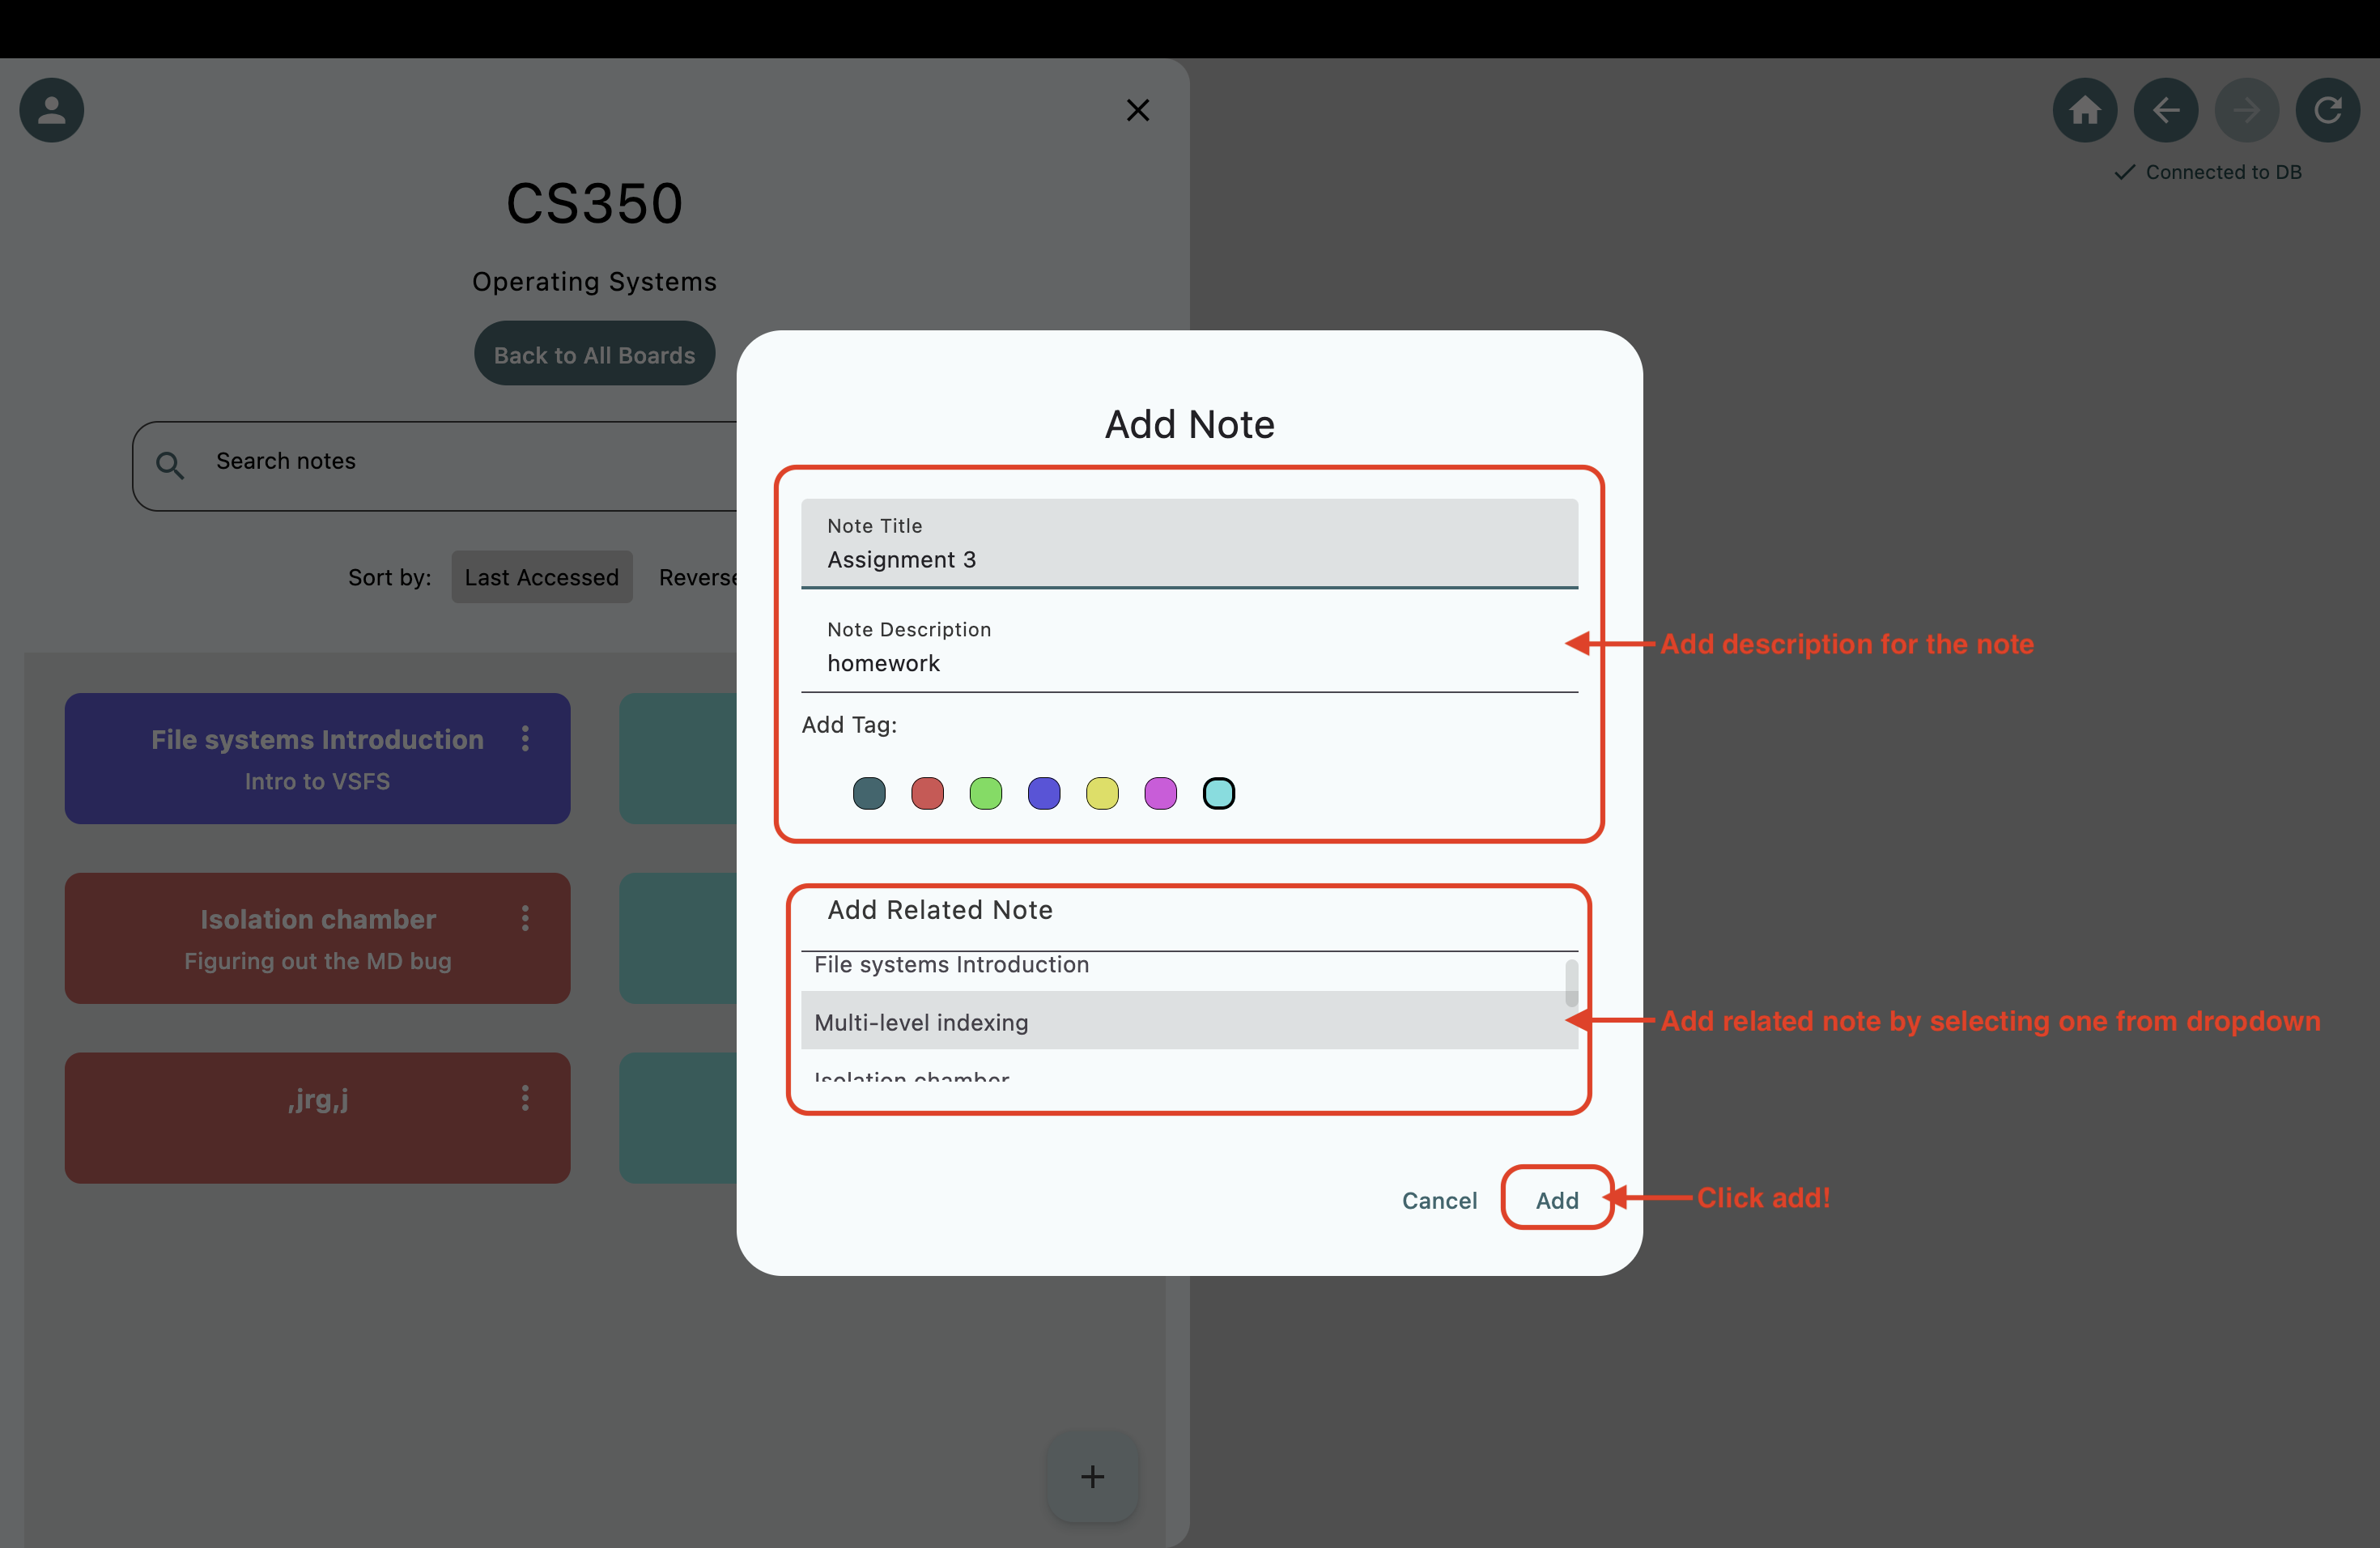 Connected to DB
CS350
Operating Systems
Back to All Boards
Search notes
Sort by: Last Accessed
File systems Introduction
Intro to VSFS
Isolation chamber
Figuring out the MD bug
,jrg,j
+
Add Note
Note Title
Assignment 3
Note Description
homework
Add description for the note
Add Tag:
Add Related Note
File systems Introduction
Multi-level indexing
Add related note by selecting one from dropdown
Isolation chamber
Cancel Add
Click add!